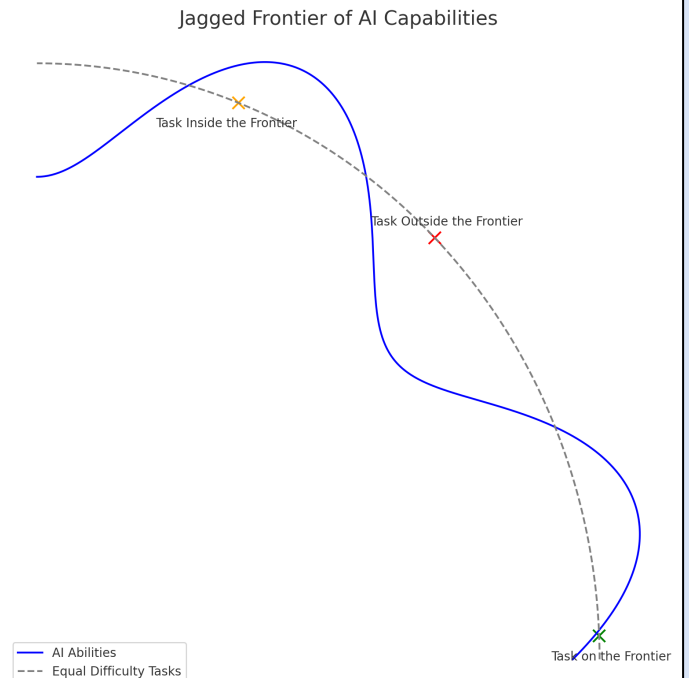 Jagged Frontier of AI Capabilities
Task Inside the Frontier
Task Outside the Frontier
Task on the Frontier
AI Abilities
Equal Difficulty Tasks